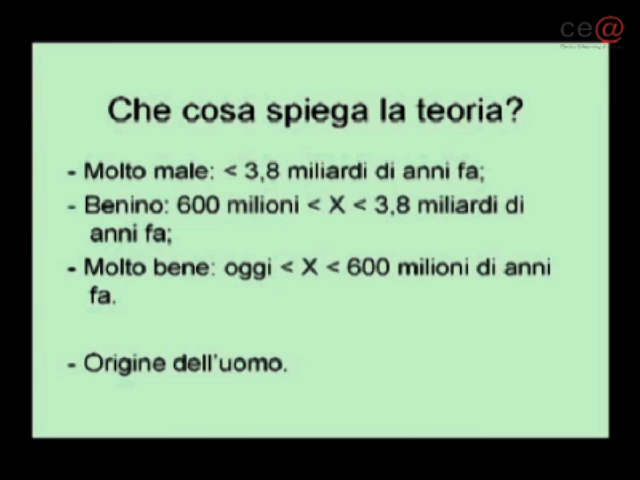 ce@
Che cosa spiega la teoria?
- Molto male: < 3,8 miliardi di anni fa;
- Benino: 600 milioni < X < 3,8 miliardi di
anni fa;
- Molto bene: oggi < X < 600 milioni di anni
fa.
- Origine dell'uomo.